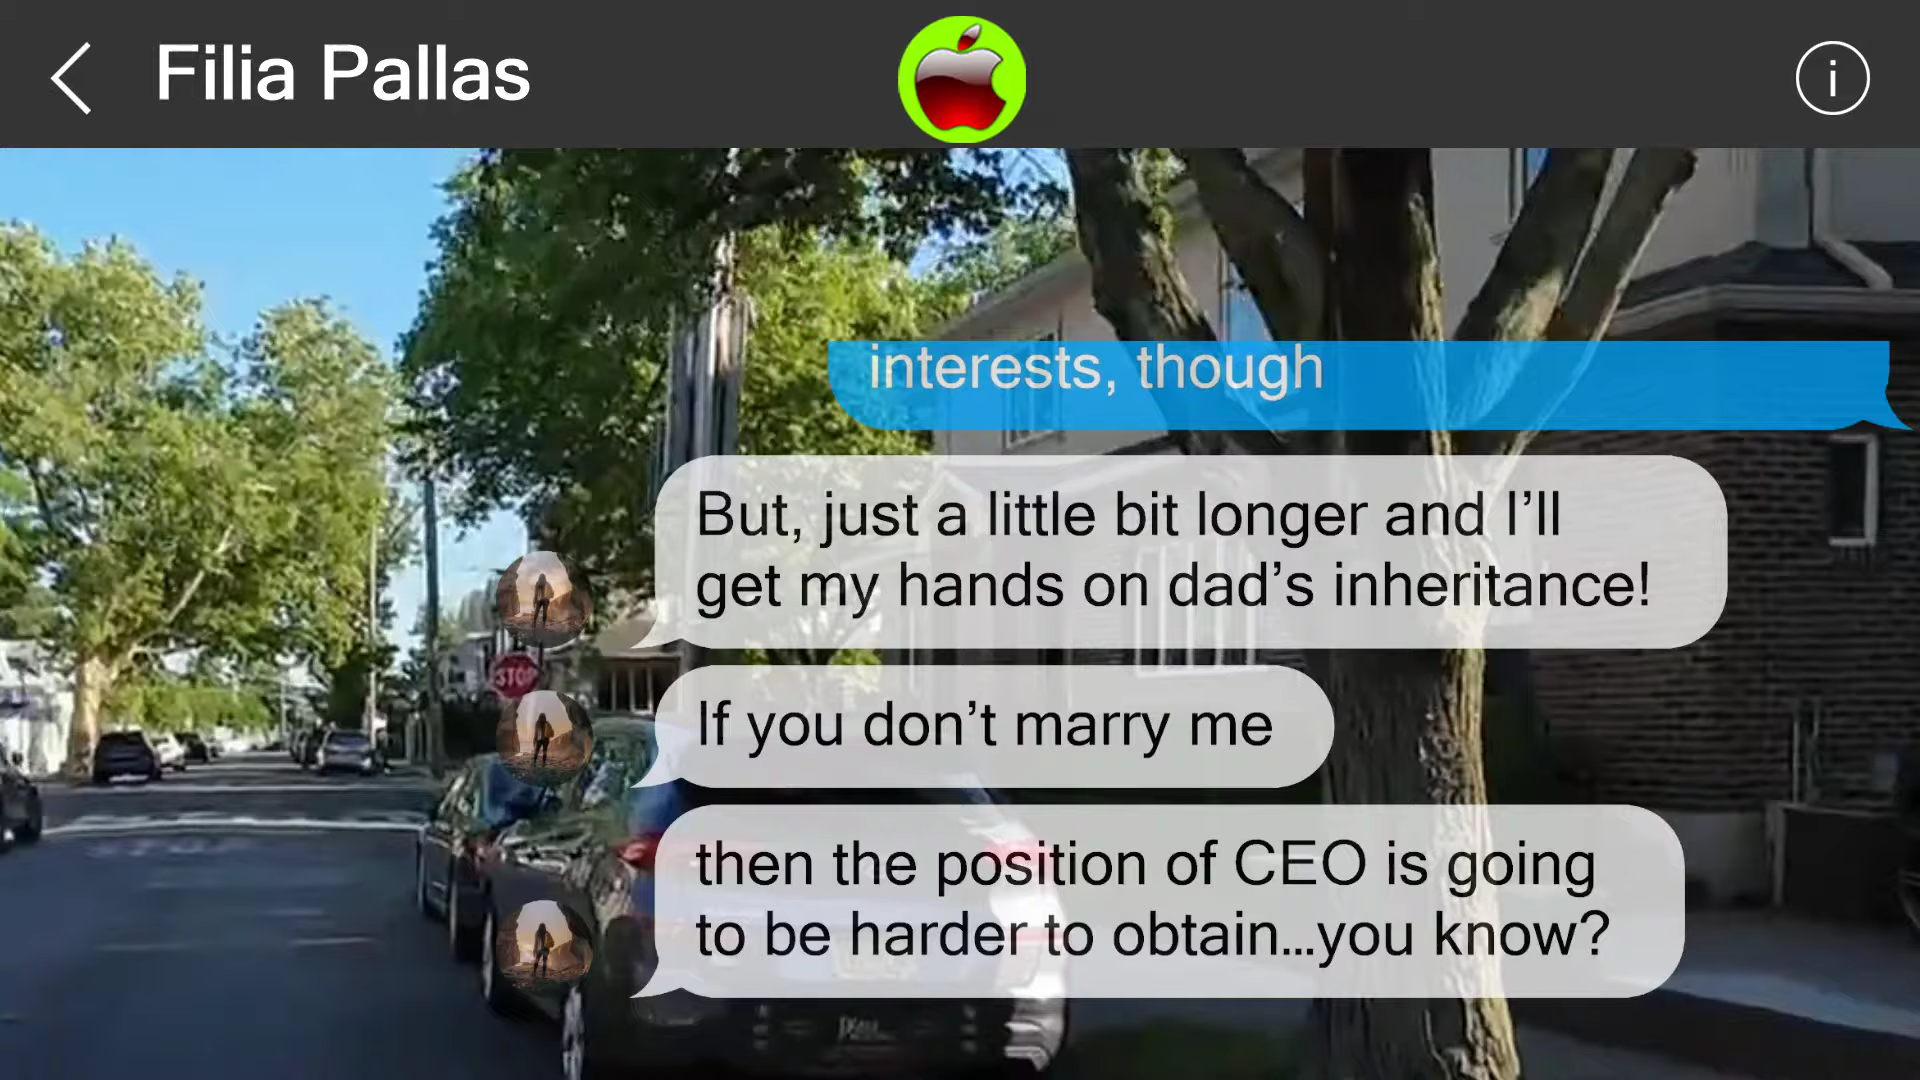 Filia Pallas
i
interests, though
But, just a little bit longer and I’ll
get my hands on dad’s inheritance!
STOP
If you don’t marry me
then the position of CEO is going
to be harder to obtain...you know?